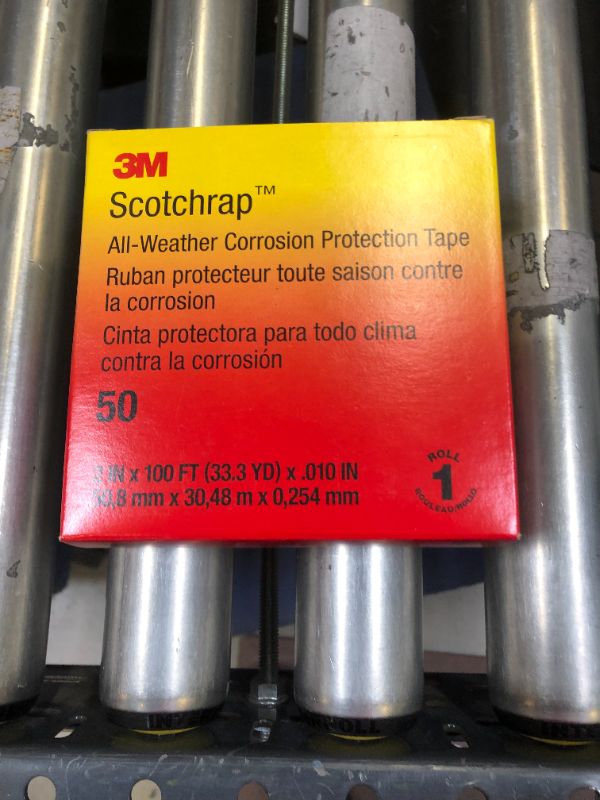 3M
Scotchrap™
All-Weather Corrosion Protection Tape
Ruban protecteur toute saison contre
la corrosion
Cinta protectora para todo clima
contra la corrosión
50
IN x 100 FT (33.3 YD) x .010 IN
mm x 30,48 m x 0,254 mm
ROLL
1
ROULEAU/ROLLO